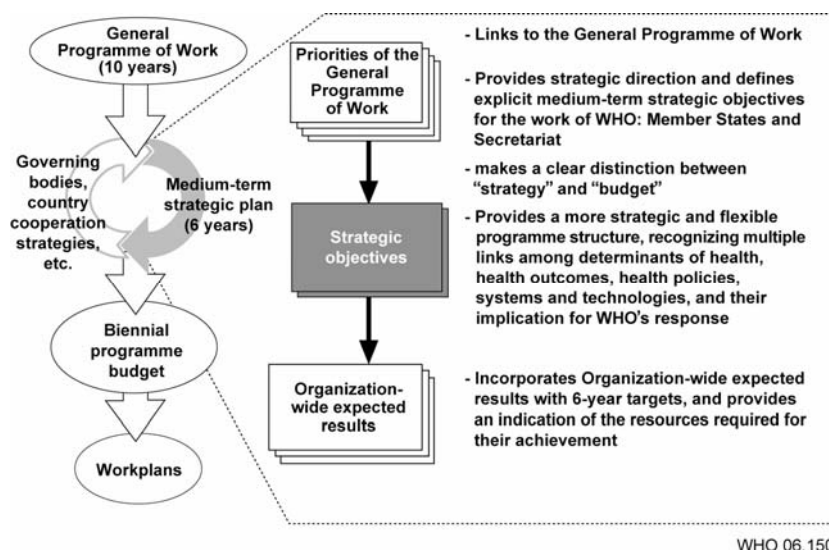 General
Programme of Work
(10 years)
Governing
bodies,
country
cooperation
strategies,
etc.
Medium-term
strategic plan
(6 years)
Biennial
programme
budget
Workplans
Priorities of the
General
Programme
of Work
Strategic
objectives
Organization-
wide expected
results
- Links to the General Programme of Work
- Provides strategic direction and defines
explicit medium-term strategic objectives
for the work of WHO: Member States and
Secretariat
- makes a clear distinction between
“strategy” and “budget”
- Provides a more strategic and flexible
programme structure, recognizing multiple
links among determinants of health,
health outcomes, health policies,
systems and technologies, and their
implication for WHO’s response
- Incorporates Organization-wide expected
results with 6-year targets, and provides
an indication of the resources required for
their achievement
WHO 06.150